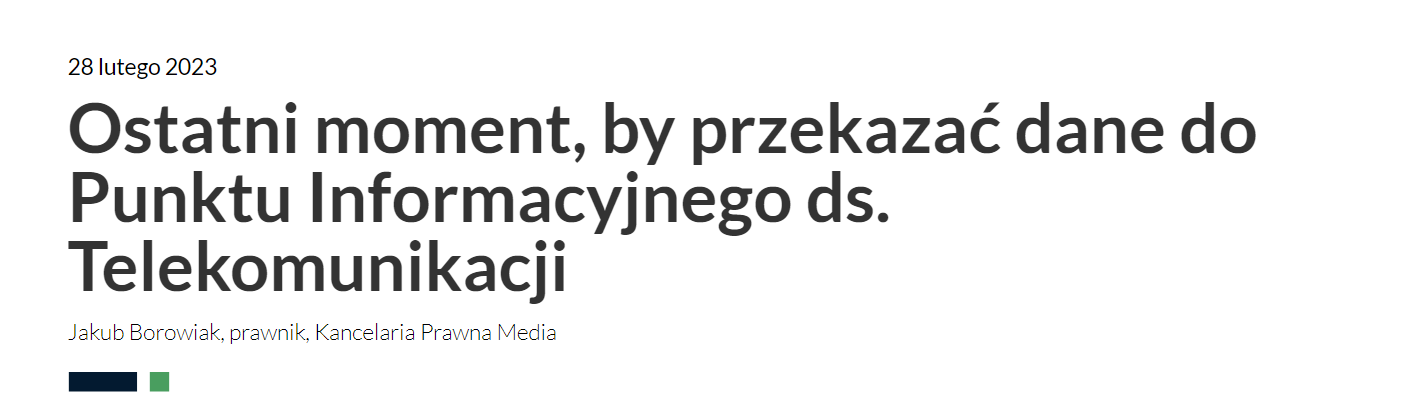 28 lutego 2023
Ostatni moment, by przekazać dane do
Punktu Informacyjnego ds.
Telekomunikacji
Jakub Borowiak, prawnik, Kancelaria Prawna Media